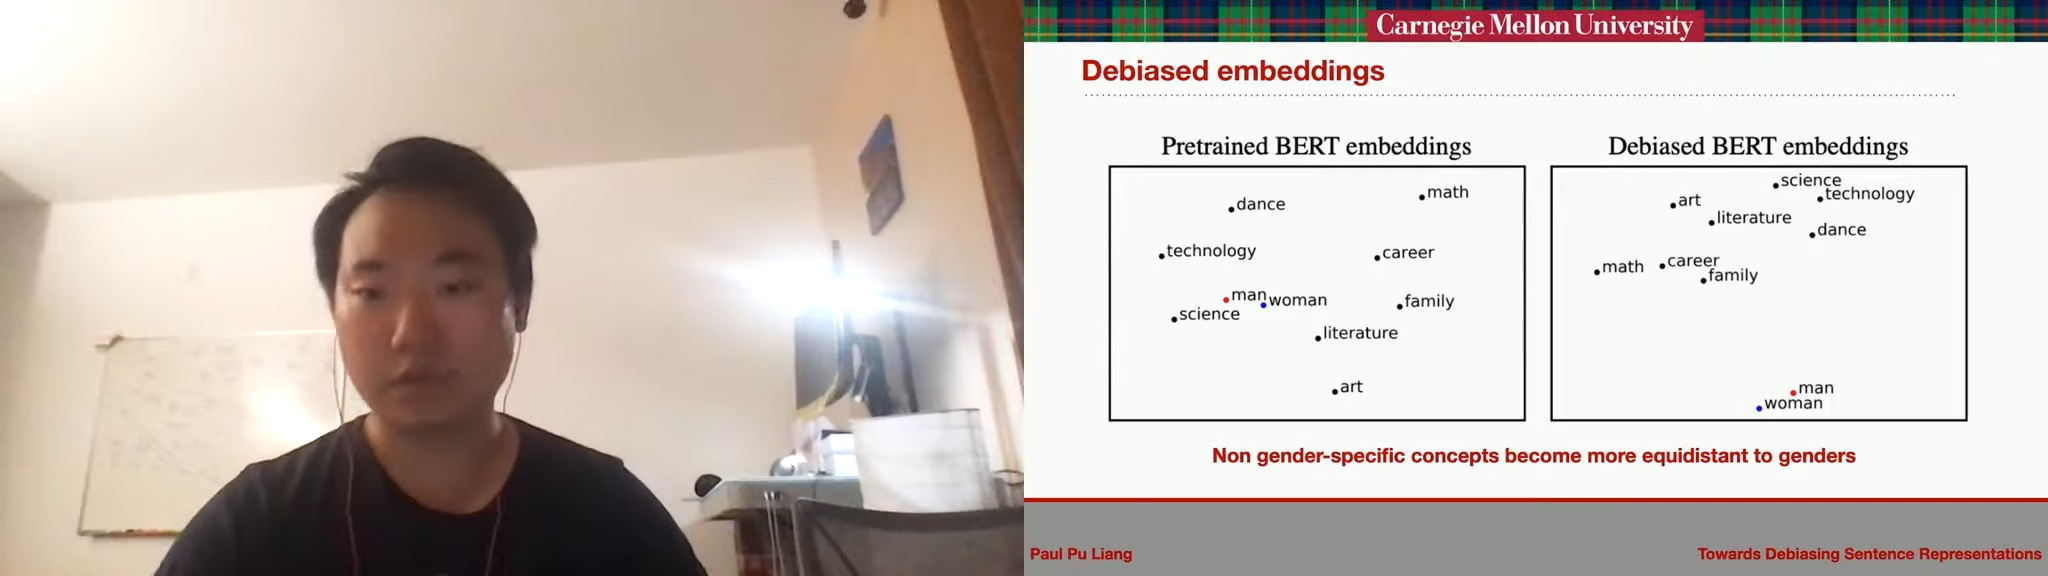 Carnegie Mellon University
Debiased embeddings
Pretrained BERT embeddings
dance
math
technology
career
man
woman
family
science
literature
art
Debiased BERT embeddings
science
technology
art
literature
dance
math
career
family
man
woman
Non gender-specific concepts become more equidistant to genders
Paul Pu Liang
Towards Debiasing Sentence Representations